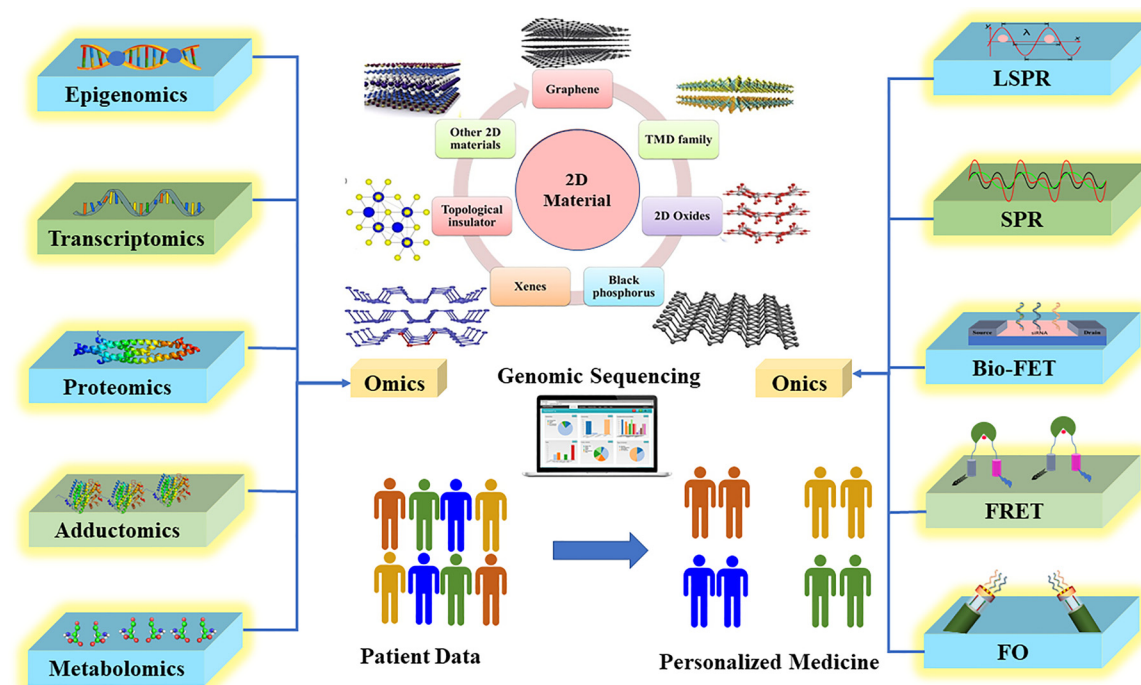 Epigenomics
Transcriptomics
Proteomics
Adductomics
Metabolomics
Omics
Graphene
TMD family
2D Oxides
Black
phosphorus
Xenes
Topological
insulator
Other 2D
materials
2D
Material
)
Genomic Sequencing
Patient Data
Personalized Medicine
Onics
y
λ
x
LSPR
SPR
Source
Drain
Bio-FET
FRET
FO